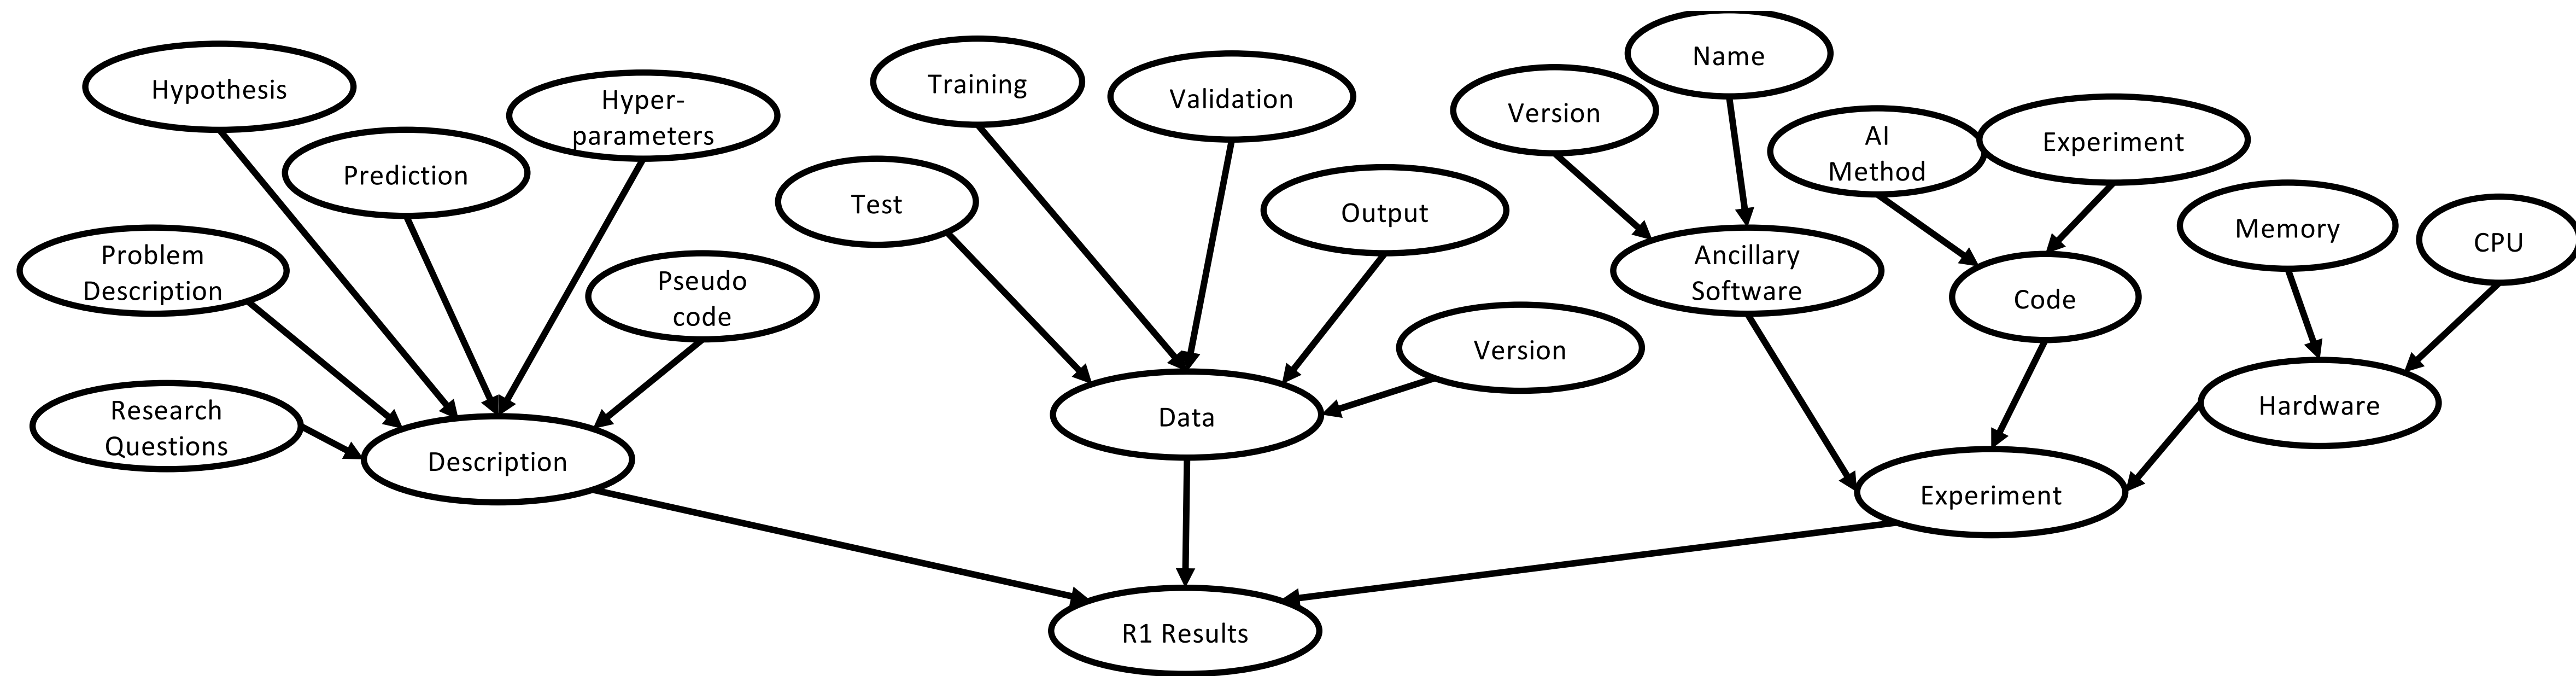 Name
Hypothesis
Hyper-
parameters
Training
Validation
Version
AI
Method
Experiment
Prediction
Test
Output
Memory
CPU
Problem
Description
Pseudo
code
Ancillary
Software
Code
Version
Research
Questions
Description
Data
Hardware
Experiment
R1 Results